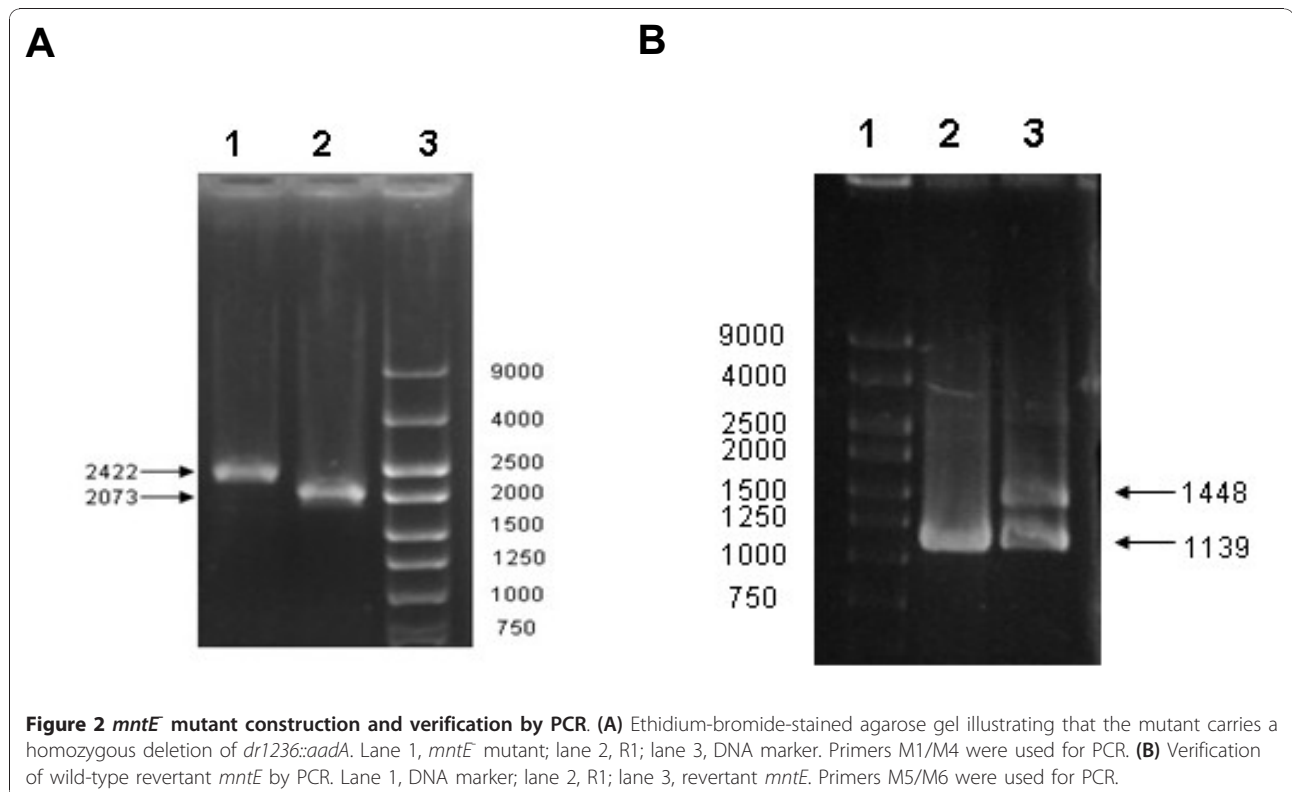 A
B
1 2 3
1 2 3
9000
4000
2500
2000
1500
1250
1000
750
2422
2073
9000
4000
2500
2000
1500
1250
1000
750
1448
1139
Figure 2 mntE⁻ mutant construction and verification by PCR. (A) Ethidium-bromide-stained agarose gel illustrating that the mutant carries a
homozygous deletion of dr1236::aadA. Lane 1, mntE⁻ mutant; lane 2, R1; lane 3, DNA marker. Primers M1/M4 were used for PCR. (B) Verification
of wild-type revertant mntE by PCR. Lane 1, DNA marker; lane 2, R1; lane 3, revertant mntE. Primers M5/M6 were used for PCR.